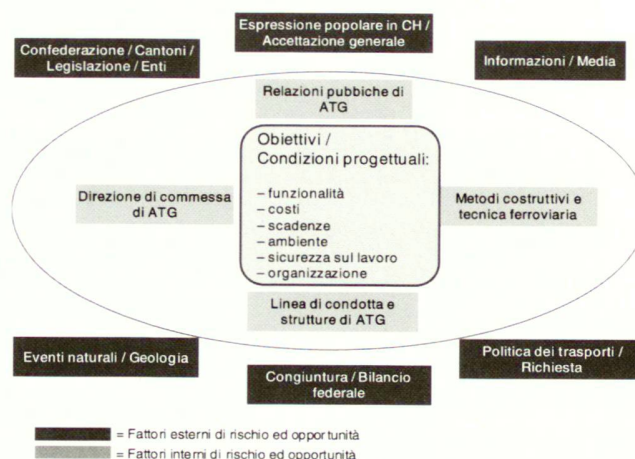 Espressione popolare in CH /
Accettazione generale
Confederazione / Cantoni /
Legislazione / Enti
Informazioni / Media
Relazioni pubbiche di
ATG
Obiettivi /
Condizioni progettuali:
– funzionalità
– costi
– scadenze
– ambiente
– sicurezza sul lavoro
– organizzazione
Direzione di commessa
di ATG
Metodi costruttivi e
tecnica ferroviaria
Linea di condotta e
strutture di ATG
Eventi naturali / Geologia
Congiuntura / Bilancio
federale
Politica dei trasporti /
Richiesta
= Fattori esterni di rischio ed opportunità
= Fattori interni di rischio ed opportunità